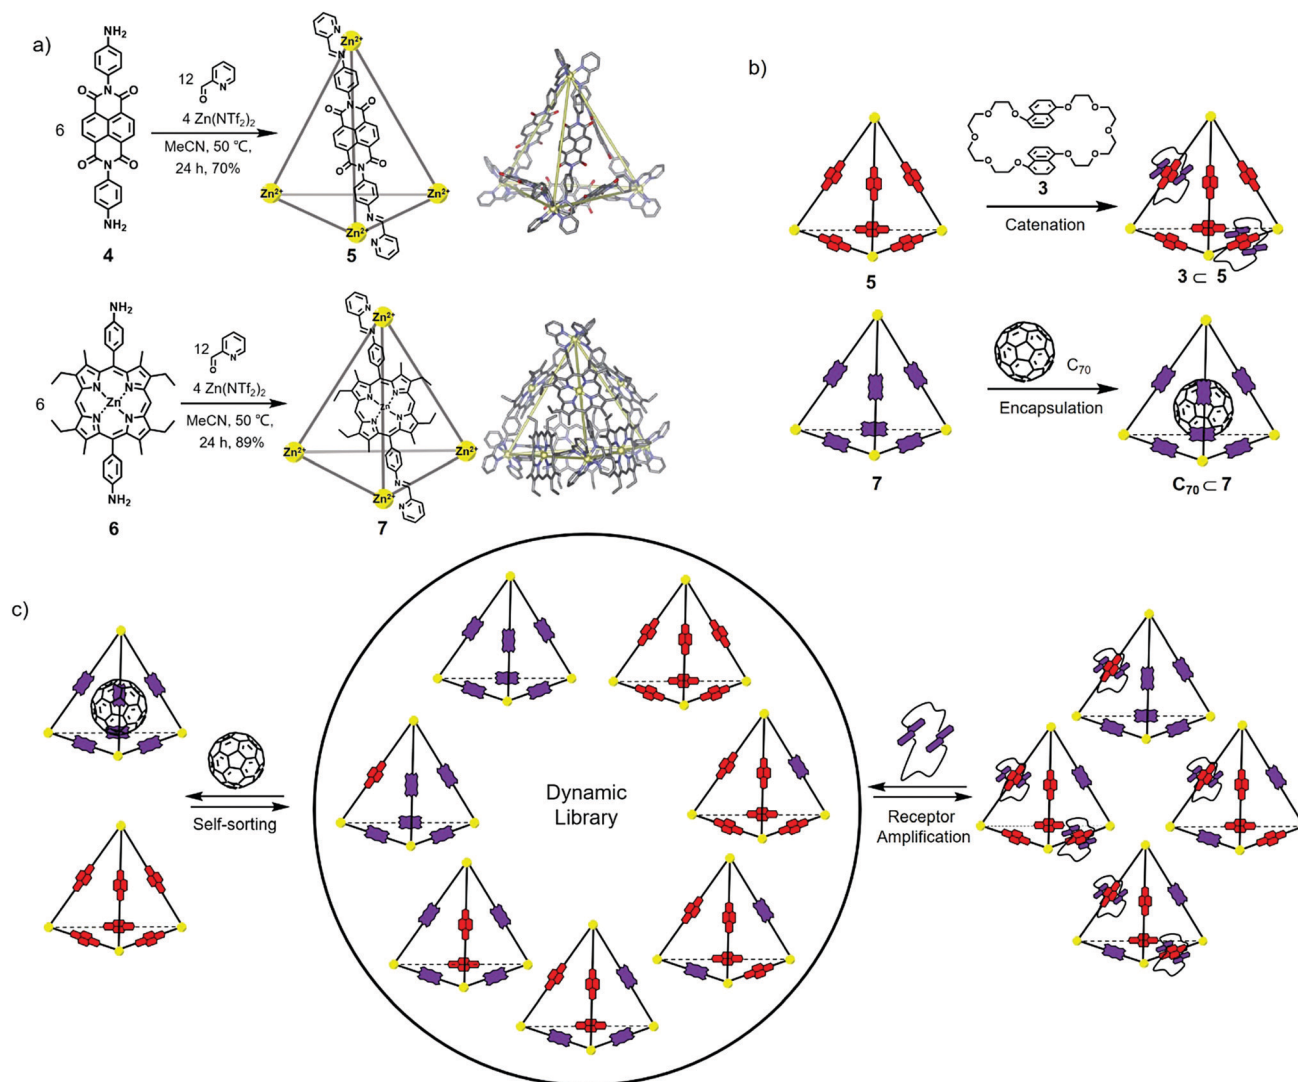 a)
NH₂
6
NH₂
4
12
N
O
4 Zn(NTf₂)₂
MeCN, 50 ℃,
24 h, 70%
Zn²⁺
Zn²⁺
Zn²⁺
Zn²⁺
N
N
O
N
O
O
N
O
N
N
5
O
N
O
O
N
O
b)
5
O
O
O
O
O
O
O
O
O
O
3
Catenation
3 ⊂ 5
NH₂
6
N
N
Zn
N
N
NH₂
6
12
N
O
4 Zn(NTf₂)₂
MeCN, 50 ℃,
24 h, 89%
Zn²⁺
Zn²⁺
Zn²⁺
Zn²⁺
N
N
N
N
Zn
N
N
N
N
7
7
C₇₀
Encapsulation
C₇₀ ⊂ 7
c)
Self-sorting
Dynamic
Library
Receptor
Amplification